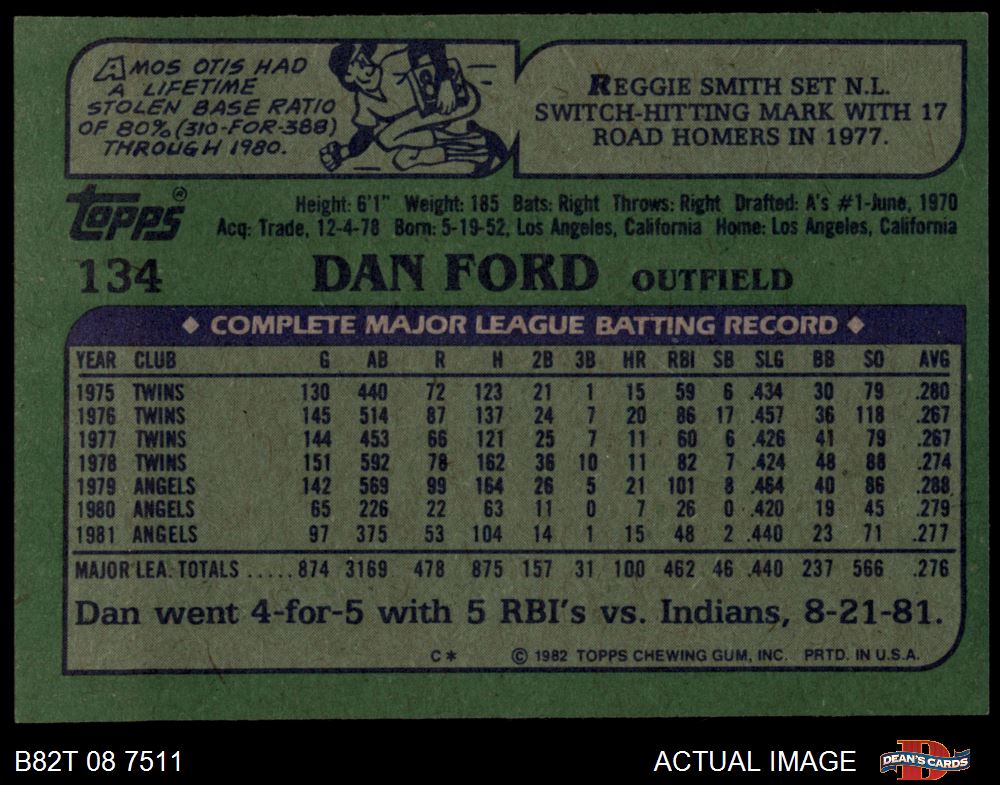 AMOS OTIS HAD
A LIFETIME
STOLEN BASE RATIO
OF 80% (310-FOR-388)
THROUGH 1980.
REGGIE SMITH SET N.L.
SWITCH-HITTING MARK WITH 17
ROAD HOMERS IN 1977.
Topps®
Height: 6'1" Weight: 185 Bats: Right Throws: Right Drafted: A's #1-June, 1970
Acq: Trade, 12-4-78 Born: 5-19-52, Los Angeles, California Home: Los Angeles, California
134 DAN FORD OUTFIELD
◆ COMPLETE MAJOR LEAGUE BATTING RECORD ◆
YEAR CLUB G AB R H 2B 3B HR RBI SB SLG BB SO AVG
1975 TWINS 130 440 72 123 21 1 15 59 6 .434 30 79 .280
1976 TWINS 145 514 87 137 24 7 20 86 17 .457 36 118 .267
1977 TWINS 144 453 66 121 25 7 11 60 6 .426 41 79 .267
1978 TWINS 151 592 78 162 36 10 11 82 7 .424 48 88 .274
1979 ANGELS 142 569 99 164 26 5 21 101 8 .464 40 86 .288
1980 ANGELS 65 226 22 63 11 0 7 26 0 .420 19 45 .279
1981 ANGELS 97 375 53 104 14 1 15 48 2 .440 23 71 .277
MAJOR LEA. TOTALS ..... 874 3169 478 875 157 31 100 462 46 .440 237 566 .276
Dan went 4-for-5 with 5 RBI's vs. Indians, 8-21-81.
C* © 1982 TOPPS CHEWING GUM, INC. PRTD. IN U.S.A.
B82T 08 7511 ACTUAL IMAGE
D
DEAN'S CARDS